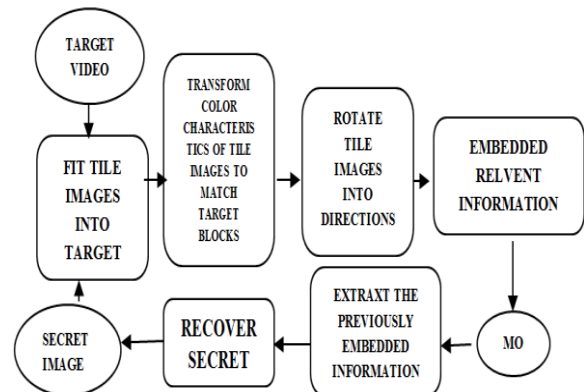 TARGET
VIDEO
FIT TILE
IMAGES
INTO
TARGET
TRANSFORM
COLOR
CHARACTERIS
TICS OF TILE
IMAGES TO
MATCH
TARGET
BLOCKS
ROTATE
TILE
IMAGES
INTO
DIRECTIONS
EMBEDDED
RELVENT
INFORMATION
MO
EXTRAXT THE
PREVIOUSLY
EMBEDDED
INFORMATION
RECOVER
SECRET
SECRET
IMAGE